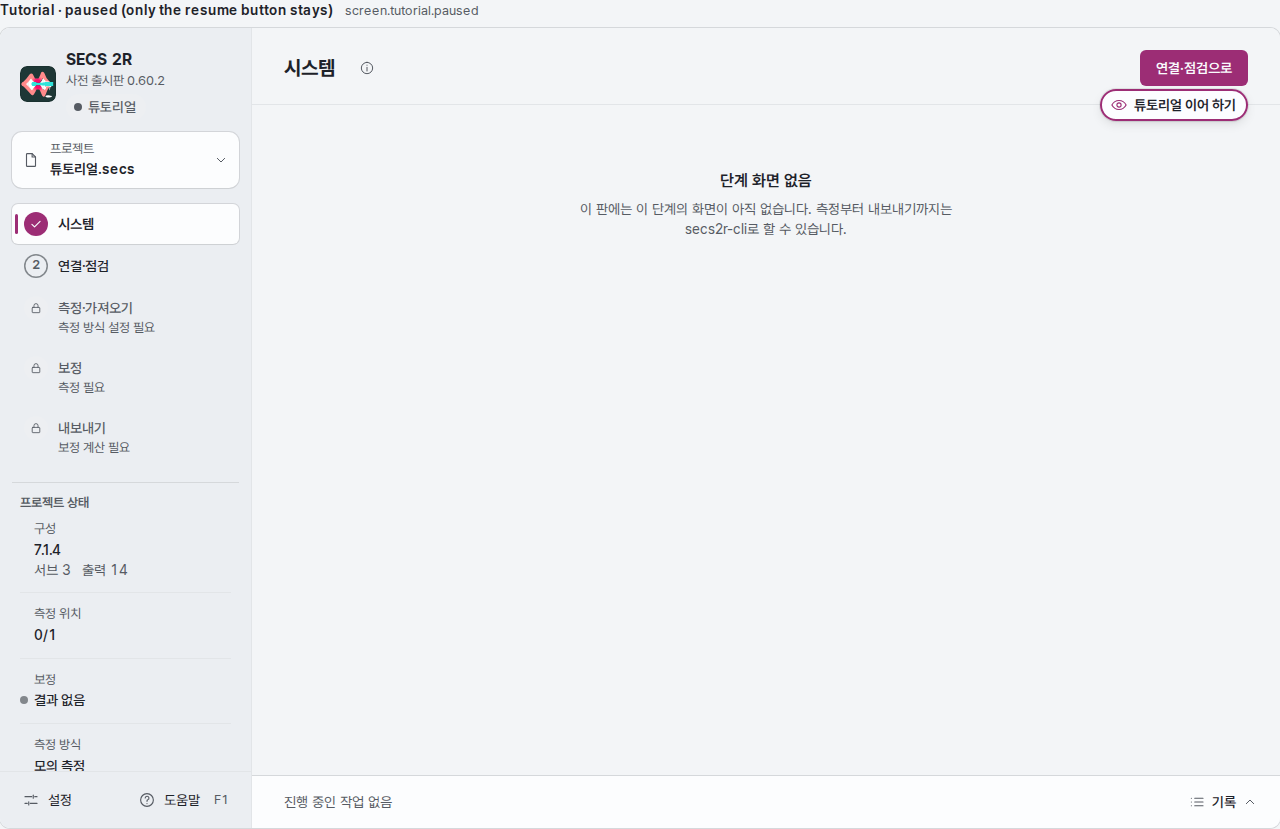 Tutorial · paused (only the resume button stays) screen.tutorial.paused
SECS 2R
사전 출시판 0.60.2
튜토리얼
프로젝트
튜토리얼.secs
시스템
2 연결·점검
측정·가져오기
측정 방식 설정 필요
보정
측정 필요
내보내기
보정 계산 필요
프로젝트 상태
구성
7.1.4
서브 3 출력 14
측정 위치
0/1
보정
결과 없음
측정 방식
모의 측정
설정 도움말 F1
시스템
연결·점검으로
튜토리얼 이어 하기
단계 화면 없음
이 판에는 이 단계의 화면이 아직 없습니다. 측정부터 내보내기까지는
secs2r-cli로 할 수 있습니다.
진행 중인 작업 없음
기록